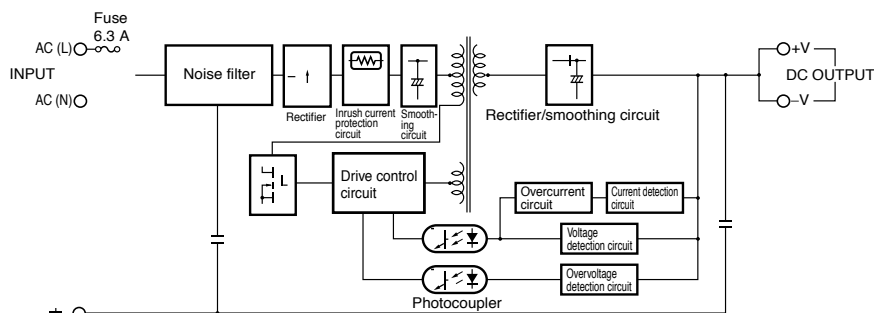 Fuse
6.3 A
AC (L)
INPUT
AC (N)
Noise filter
Rectifier
Inrush current
protection
circuit
Smooth-
ing
circuit
Rectifier/smoothing circuit
+V
DC OUTPUT
–V
Drive control
circuit
Overcurrent
circuit
Current detection
circuit
Voltage
detection circuit
Overvoltage
detection circuit
Photocoupler